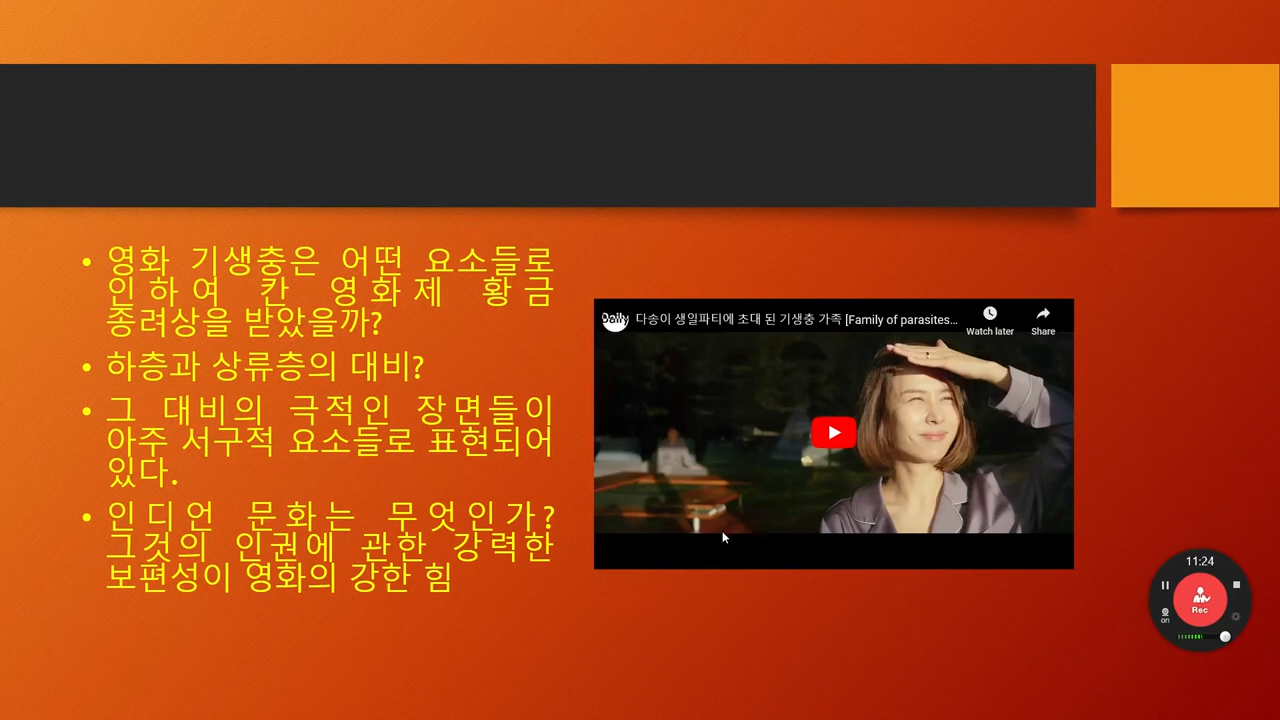 • 영화 기생충은 어떤 요소들로
인하여 칸 영화제 황금
종려상을 받았을까?
• 하층과 상류층의 대비?
• 그 대비의 극적인 장면들이
아주 서구적 요소들로 표현되어
있다.
• 인디언 문화는 무엇인가?
그것의 인권에 관한 강력한
보편성이 영화의 강한 힘
Daily
다송이 생일파티에 초대 된 기생충 가족 [Family of parasites...
Watch later
Share
11:24
Rec
on